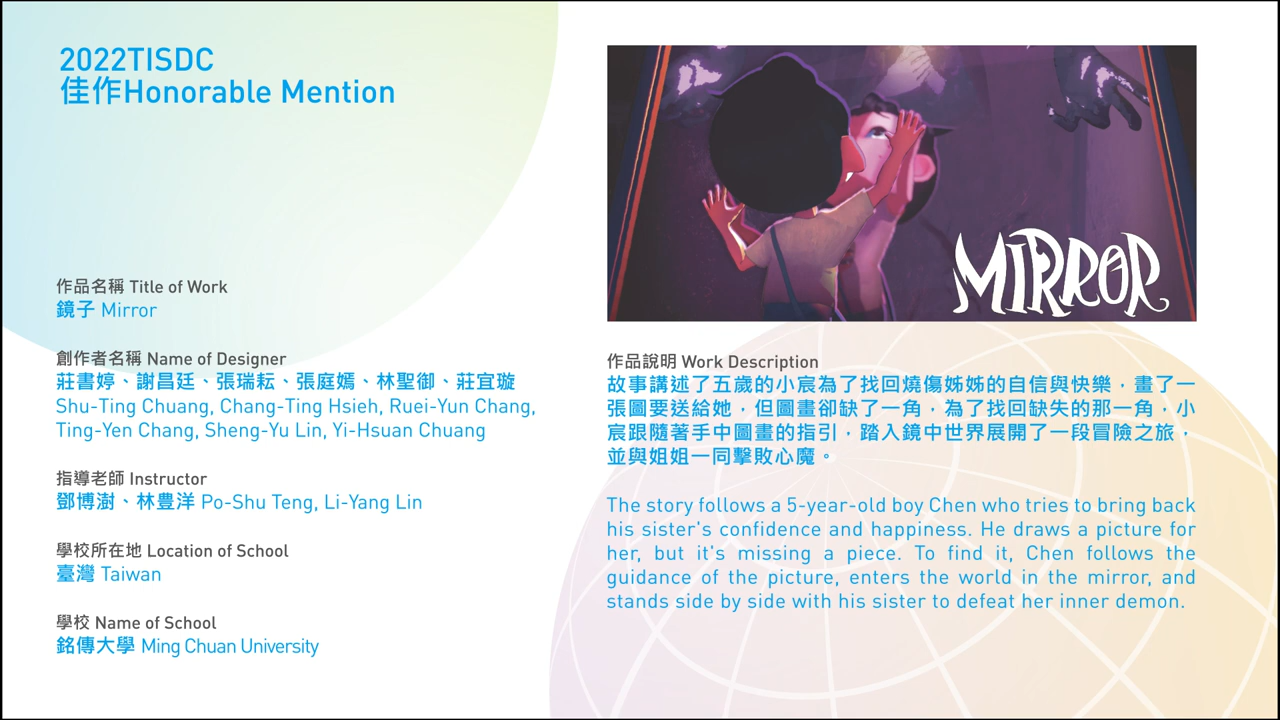 2022TISDC
佳作Honorable Mention
作品名稱 Title of Work
鏡子 Mirror
創作者名稱 Name of Designer
莊書婷、謝昌廷、張瑞耘、張庭嫣、林聖御、莊宜璇
Shu-Ting Chuang, Chang-Ting Hsieh, Ruei-Yun Chang,
Ting-Yen Chang, Sheng-Yu Lin, Yi-Hsuan Chuang
指導老師 Instructor
鄧博澍、林豊洋 Po-Shu Teng, Li-Yang Lin
學校所在地 Location of School
臺灣 Taiwan
學校 Name of School
銘傳大學 Ming Chuan University
MIRROR
作品說明 Work Description
故事講述了五歲的小宸為了找回燒傷姊姊的自信與快樂，畫了一
張圖要送給她，但圖畫卻缺了一角，為了找回缺失的那一角，小
宸跟隨著手中圖畫的指引，踏入鏡中世界展開了一段冒險之旅，
並與姐姐一同擊敗心魔。
The story follows a 5-year-old boy Chen who tries to bring back
his sister's confidence and happiness. He draws a picture for
her, but it's missing a piece. To find it, Chen follows the
guidance of the picture, enters the world in the mirror, and
stands side by side with his sister to defeat her inner demon.